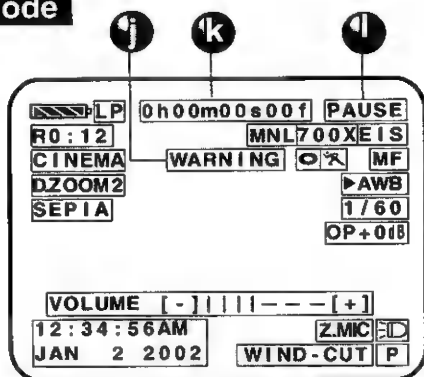 ode
j k l
LP 0h00m00s00f PAUSE
R0:12 MNL 700X EIS
CINEMA WARNING MF
D.ZOOM2 ▶AWB
SEPIA 1/60
OP+0dB
VOLUME [-]||||---[+]
12:34:56AM Z.MIC
JAN 2 2002 WIND-CUT P